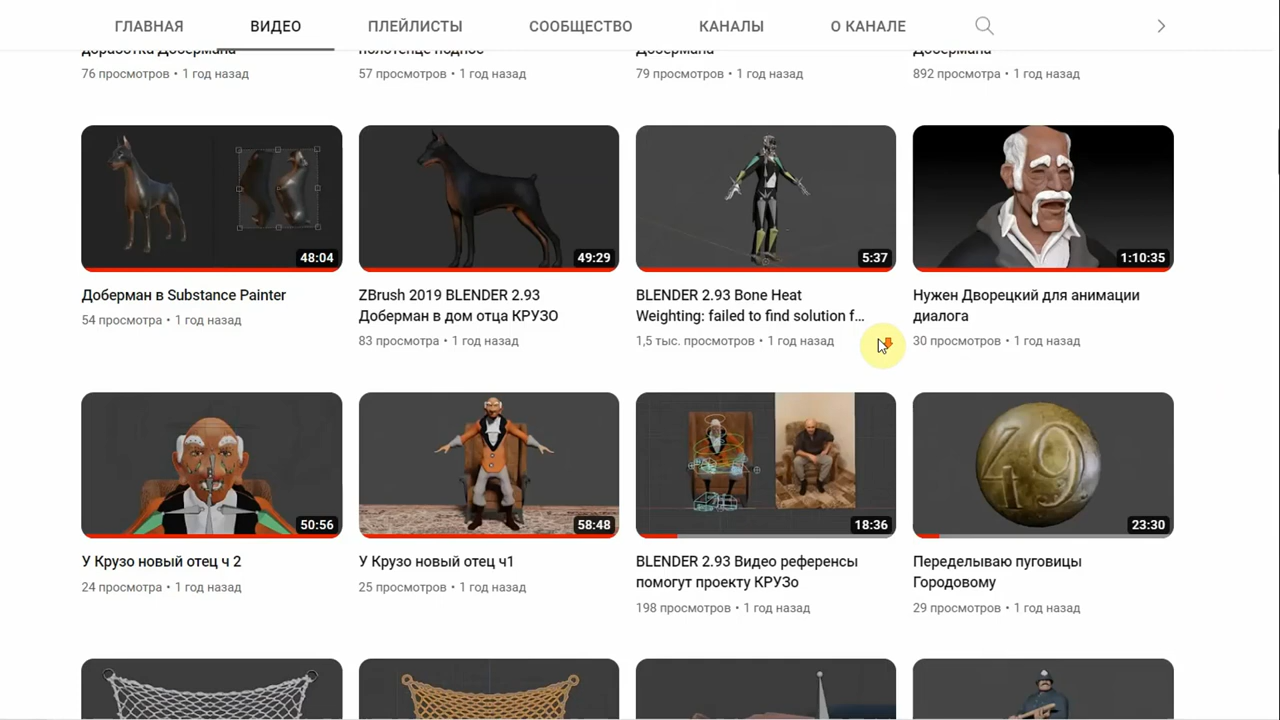 ГЛАВНАЯ ВИДЕО ПЛЕЙЛИСТЫ СООБЩЕСТВО КАНАЛЫ О КАНАЛЕ
доработка Добермана
76 просмотров • 1 год назад
полотенце поднос
57 просмотров • 1 год назад
Добермана
79 просмотров • 1 год назад
Добермана
892 просмотра • 1 год назад
48:04
Доберман в Substance Painter
54 просмотра • 1 год назад
49:29
ZBrush 2019 BLENDER 2.93
Доберман в дом отца КРУЗО
83 просмотра • 1 год назад
5:37
BLENDER 2.93 Bone Heat
Weighting: failed to find solution f…
1,5 тыс. просмотров • 1 год назад
1:10:35
Нужен Дворецкий для анимации
диалога
30 просмотров • 1 год назад
50:56
У Крузо новый отец ч 2
24 просмотра • 1 год назад
58:48
У Крузо новый отец ч1
25 просмотров • 1 год назад
18:36
BLENDER 2.93 Видео референсы
помогут проекту КРУЗо
198 просмотров • 1 год назад
49
23:30
Переделываю пуговицы
Городовому
29 просмотров • 1 год назад